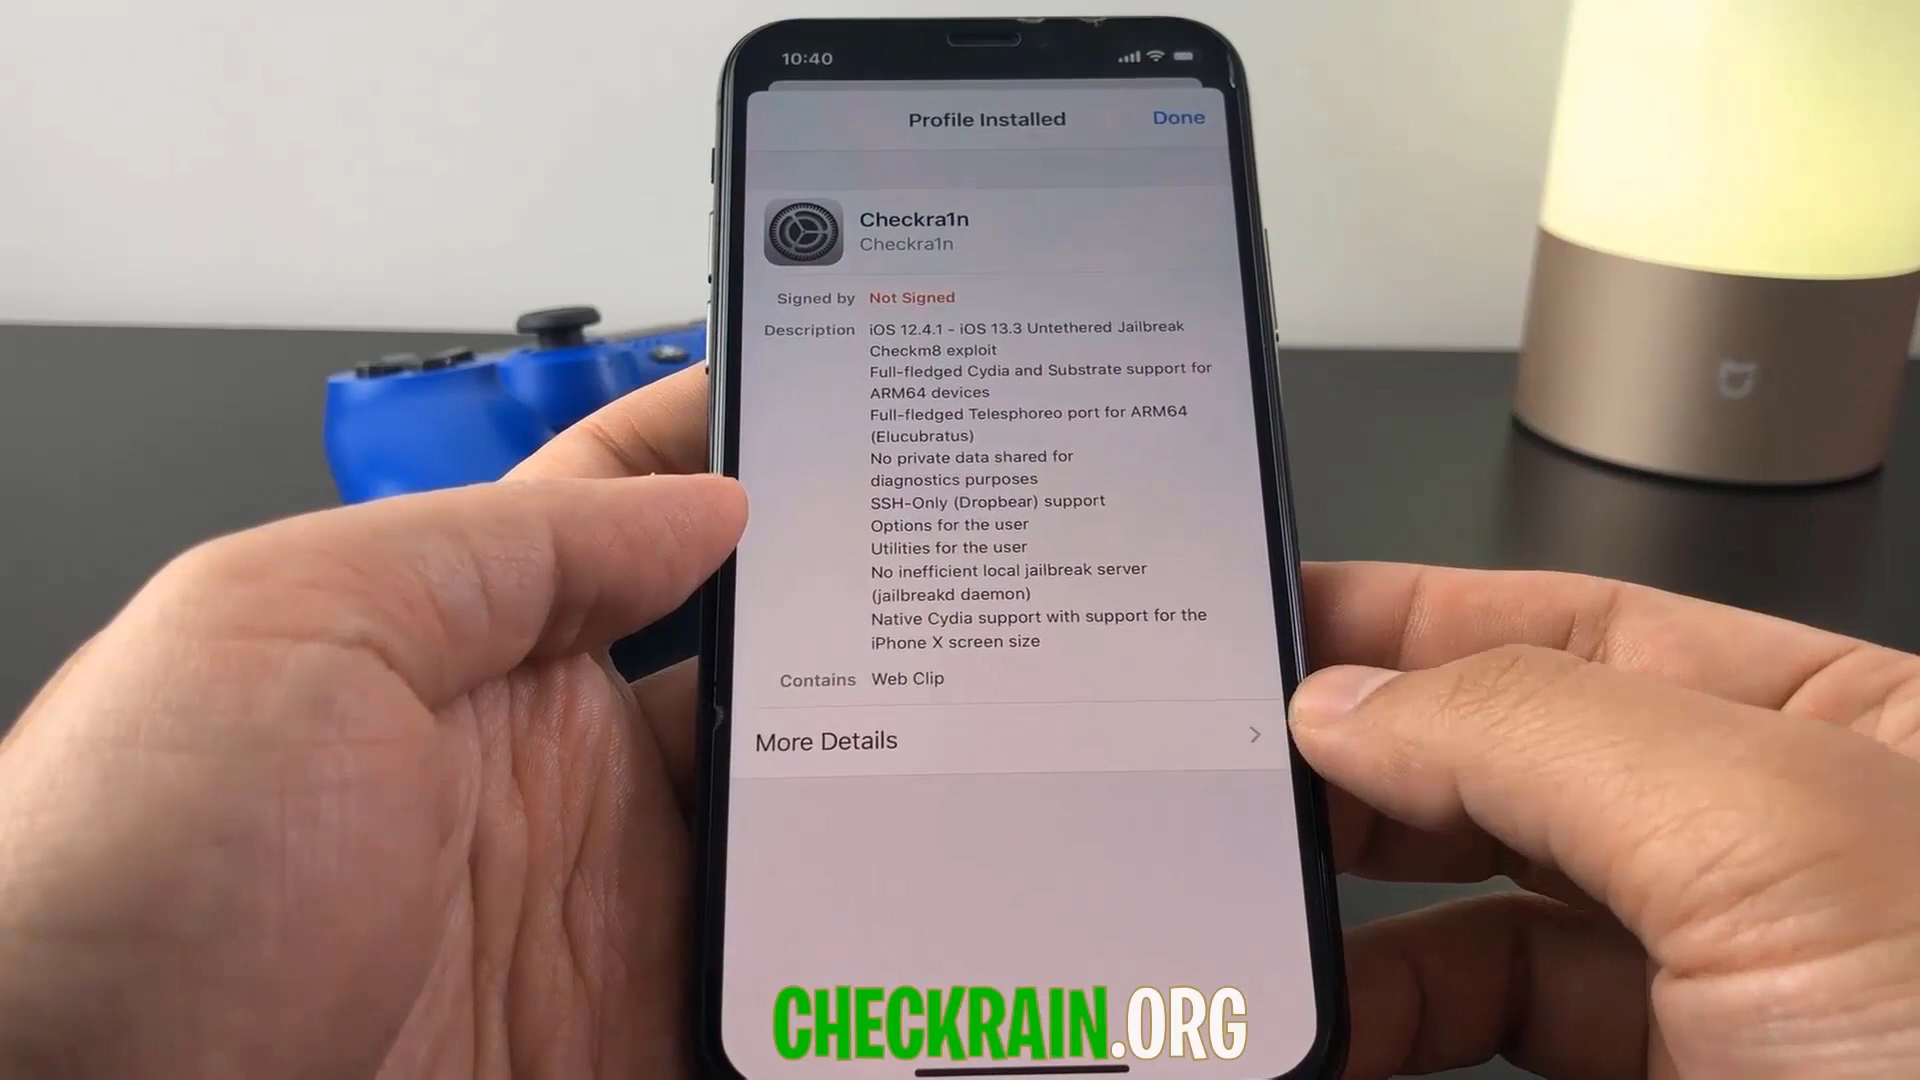 10:40
Profile Installed
Done
Checkra1n
Checkra1n
Signed by Not Signed
Description iOS 12.4.1 - iOS 13.3 Untethered Jailbreak
Checkm8 exploit
Full-fledged Cydia and Substrate support for
ARM64 devices
Full-fledged Telesphoreo port for ARM64
(Elucubratus)
No private data shared for
diagnostics purposes
SSH-Only (Dropbear) support
Options for the user
Utilities for the user
No inefficient local jailbreak server
(jailbreakd daemon)
Native Cydia support with support for the
iPhone X screen size
Contains Web Clip
More Details
CHECKRAIN.ORG